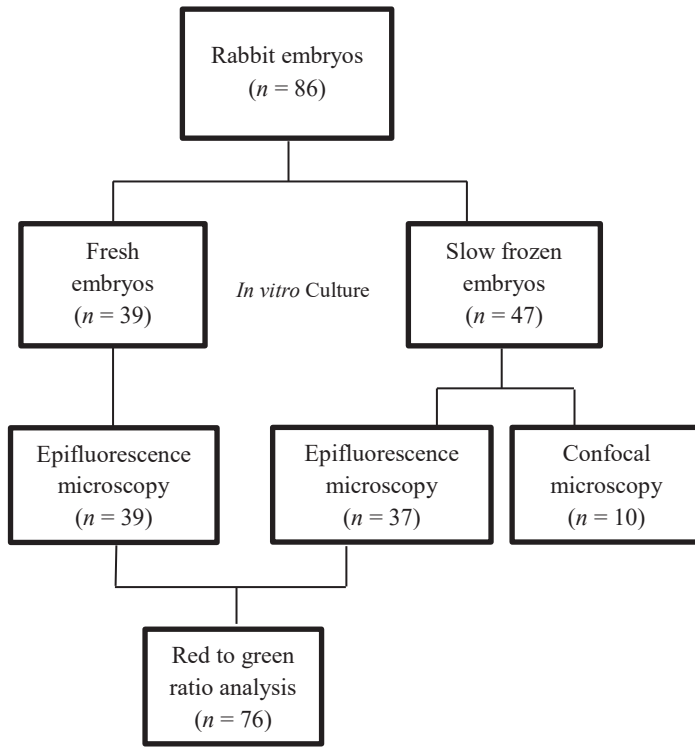 Rabbit embryos
(n = 86)
Fresh
embryos
(n = 39)
In vitro Culture
Slow frozen
embryos
(n = 47)
Epifluorescence
microscopy
(n = 39)
Epifluorescence
microscopy
(n = 37)
Confocal
microscopy
(n = 10)
Red to green
ratio analysis
(n = 76)